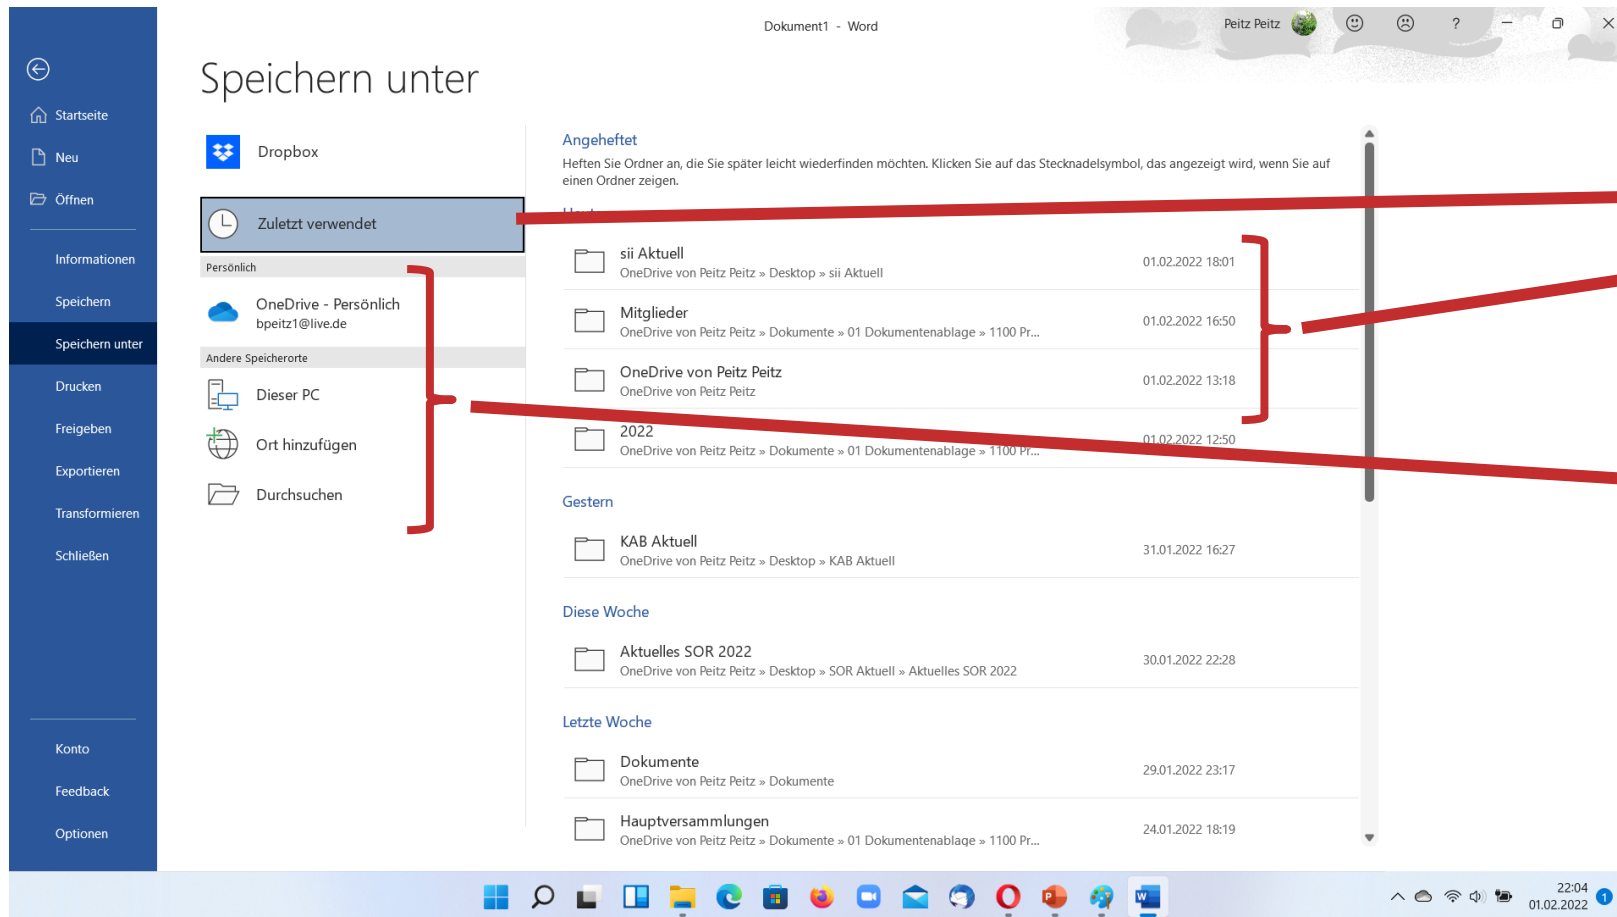 Dokument1 - Word
Peitz Peitz
?
Speichern unter
Startseite
Neu
Öffnen
Informationen
Speichern
Speichern unter
Drucken
Freigeben
Exportieren
Transformieren
Schließen
Konto
Feedback
Optionen
Dropbox
Zuletzt verwendet
Persönlich
OneDrive - Persönlich
bpeitz1@live.de
Andere Speicherorte
Dieser PC
Ort hinzufügen
Durchsuchen
Angeheftet
Heften Sie Ordner an, die Sie später leicht wiederfinden möchten. Klicken Sie auf das Stecknadelsymbol, das angezeigt wird, wenn Sie auf
einen Ordner zeigen.
Heute
sii Aktuell 01.02.2022 18:01
OneDrive von Peitz Peitz » Desktop » sii Aktuell
Mitglieder 01.02.2022 16:50
OneDrive von Peitz Peitz » Dokumente » 01 Dokumentenablage » 1100 Pr...
OneDrive von Peitz Peitz 01.02.2022 13:18
OneDrive von Peitz Peitz
2022 01.02.2022 12:50
OneDrive von Peitz Peitz » Dokumente » 01 Dokumentenablage » 1100 Pr...
Gestern
KAB Aktuell 31.01.2022 16:27
OneDrive von Peitz Peitz » Desktop » KAB Aktuell
Diese Woche
Aktuelles SOR 2022 30.01.2022 22:28
OneDrive von Peitz Peitz » Desktop » SOR Aktuell » Aktuelles SOR 2022
Letzte Woche
Dokumente 29.01.2022 23:17
OneDrive von Peitz Peitz » Dokumente
Hauptversammlungen 24.01.2022 18:19
OneDrive von Peitz Peitz » Dokumente » 01 Dokumentenablage » 1100 Pr...
22:04
01.02.2022
1